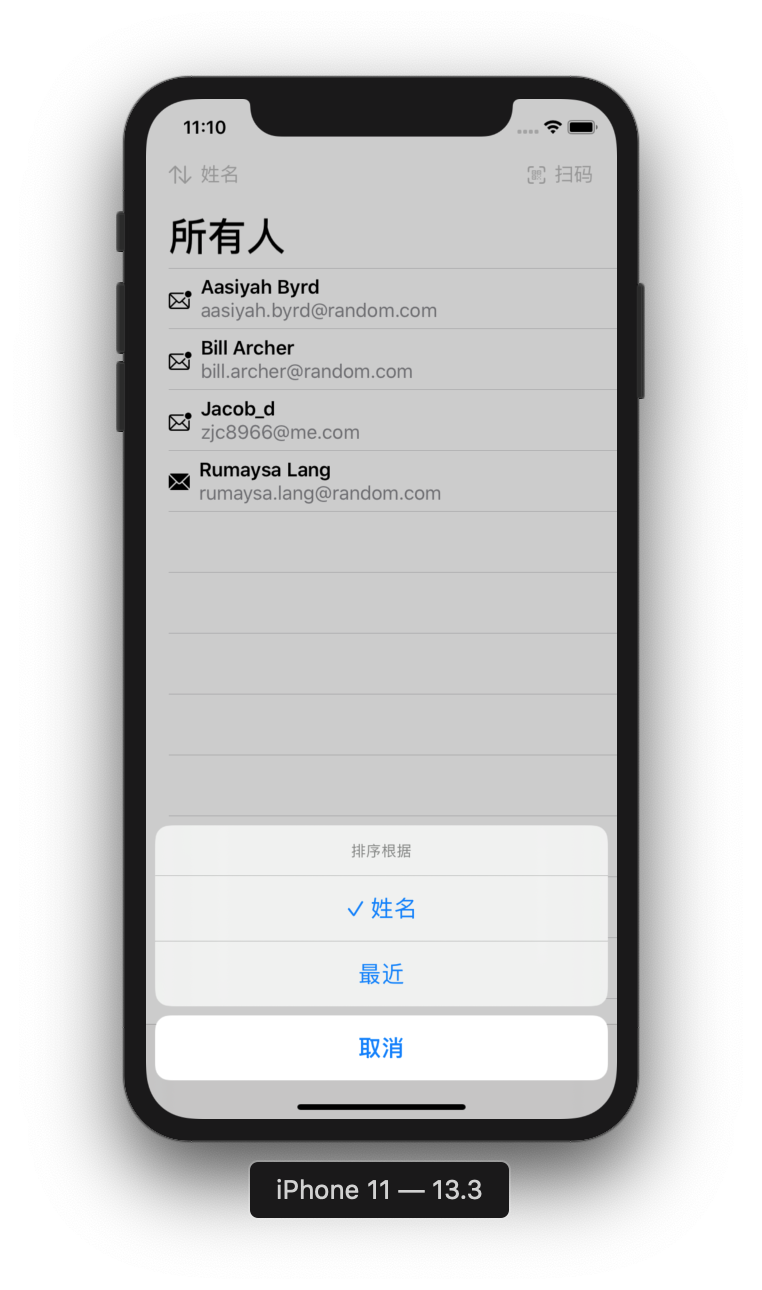 11:10
姓名
扫码
所有人
Aasiyah Byrd
aasiyah.byrd@random.com
Bill Archer
bill.archer@random.com
Jacob_d
zjc8966@me.com
Rumaysa Lang
rumaysa.lang@random.com
排序根据
✓ 姓名
最近
取消
iPhone 11 — 13.3